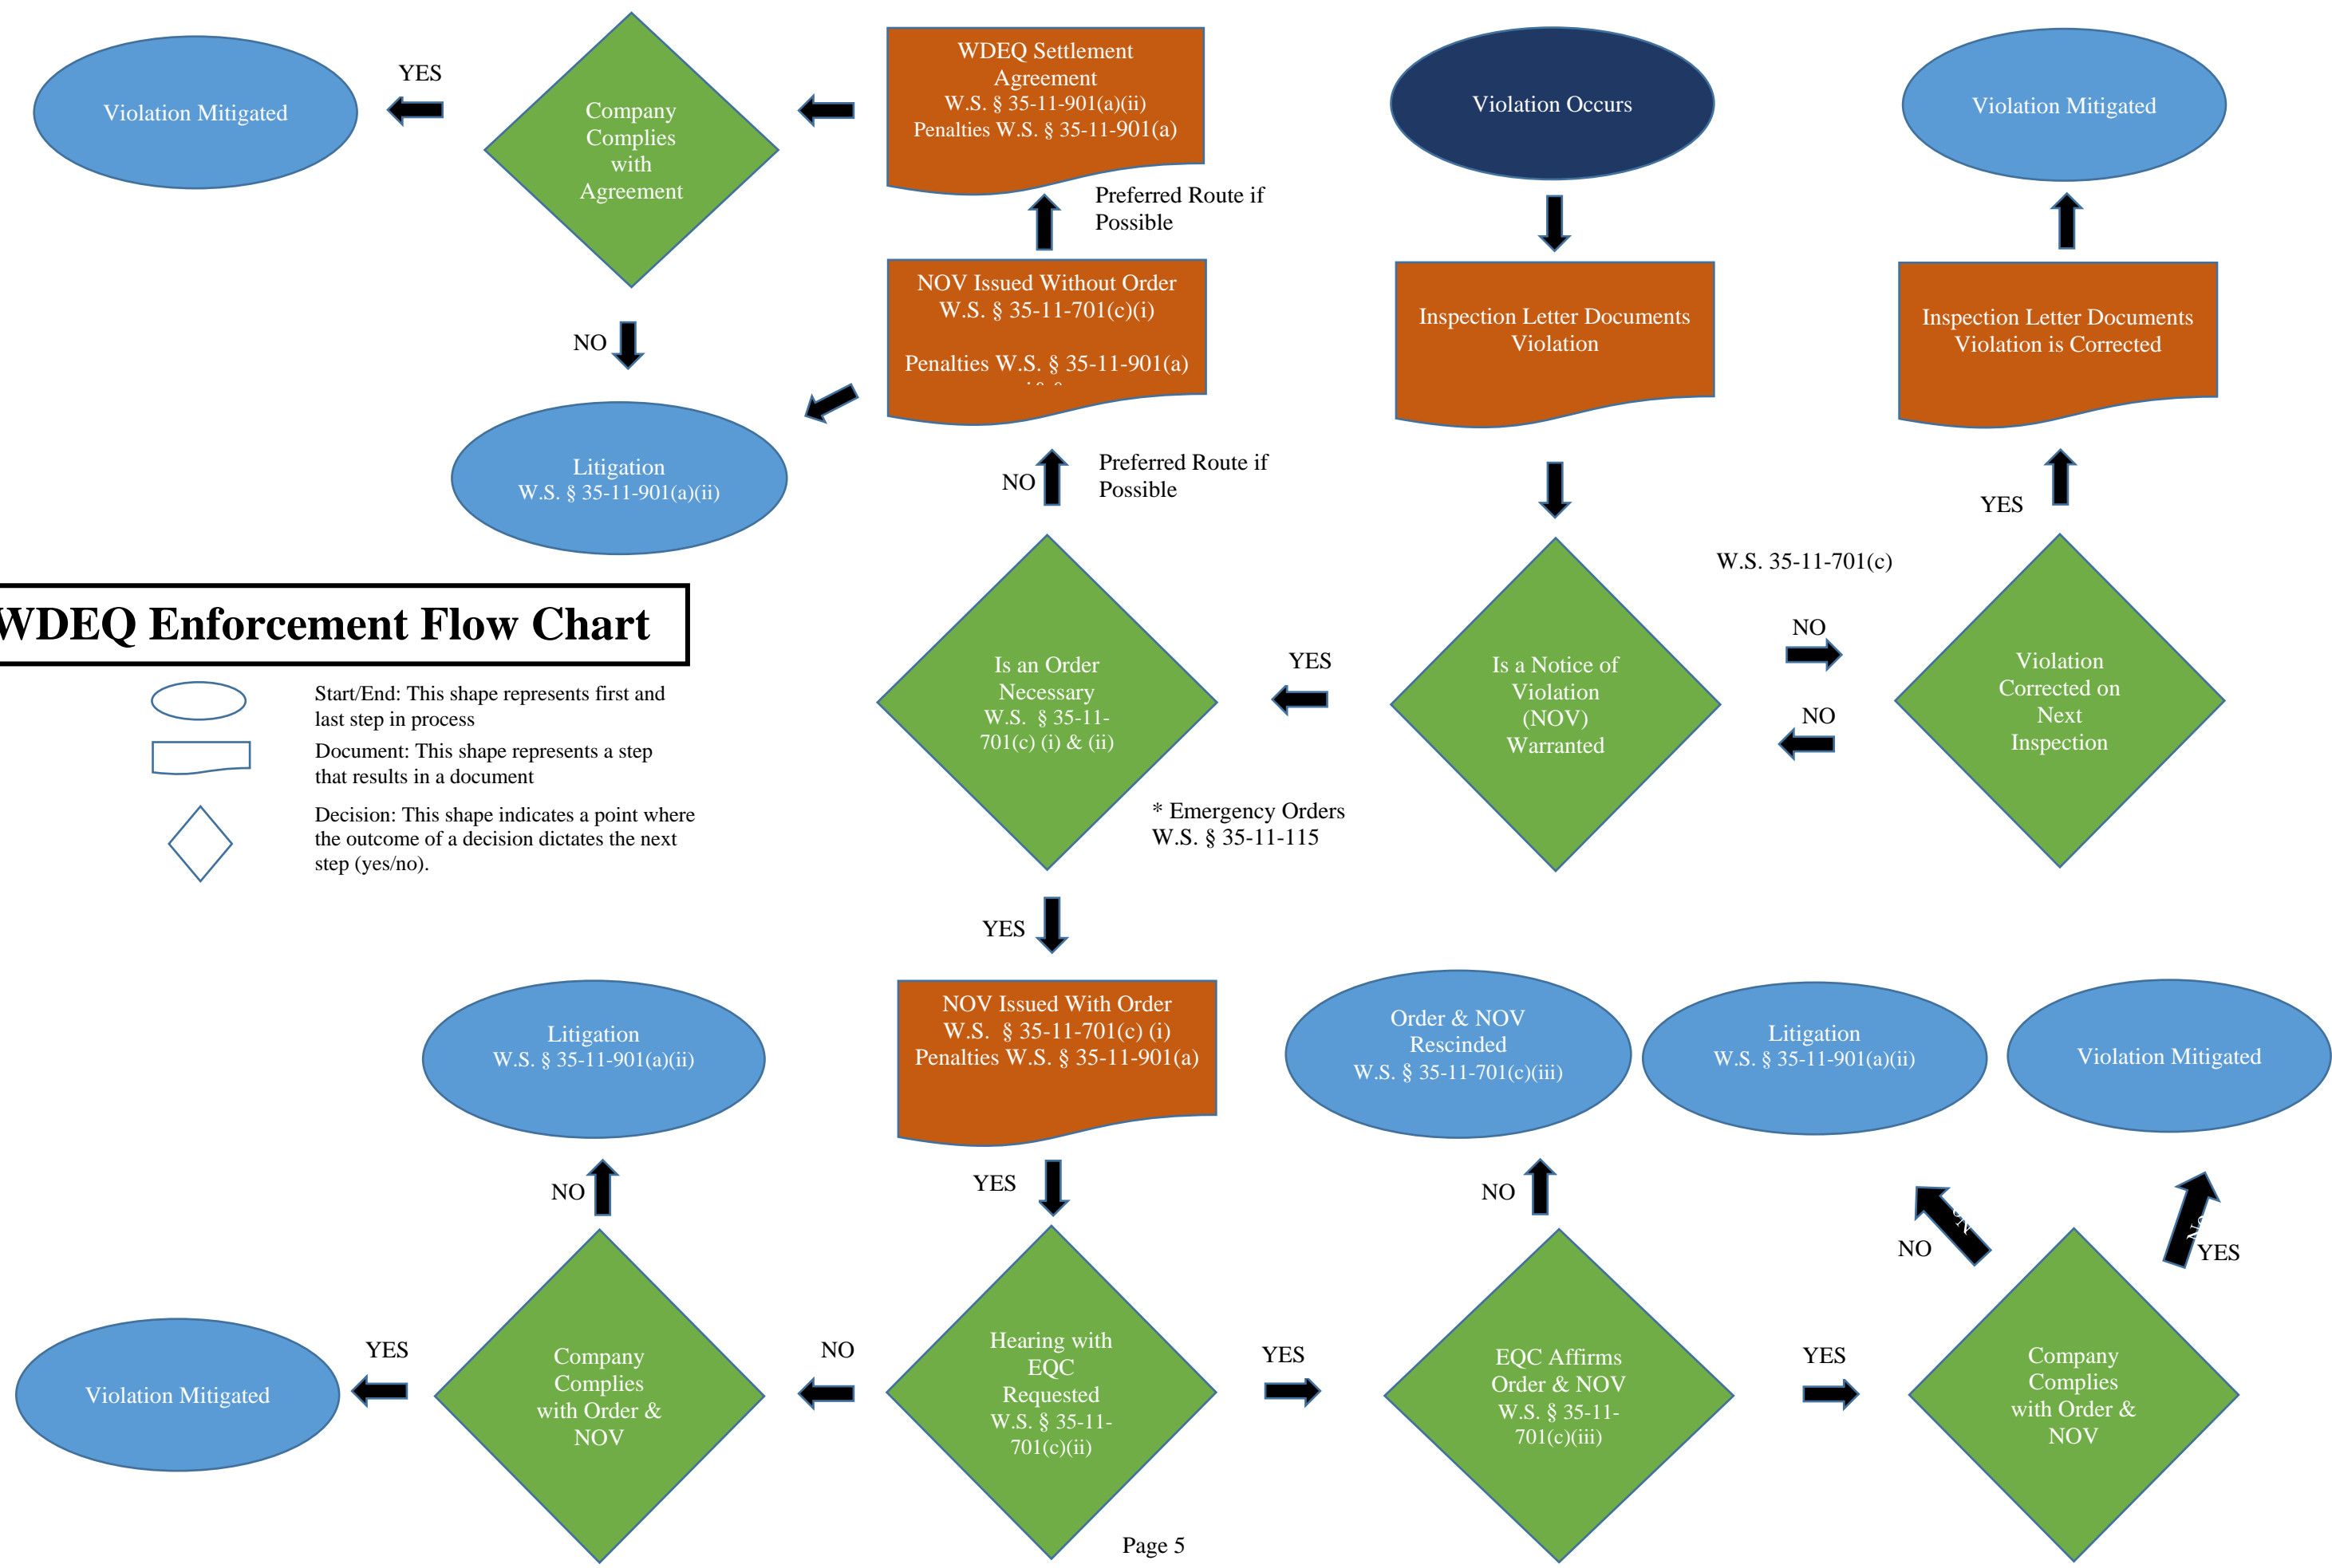 Violation Mitigated
YES
Company
Complies
with
Agreement
WDEQ Settlement
Agreement
W.S. § 35-11-901(a)(ii)
Penalties W.S. § 35-11-901(a)
Violation Occurs
Violation Mitigated
Preferred Route if
Possible
NOV Issued Without Order
W.S. § 35-11-701(c)(i)
Penalties W.S. § 35-11-901(a)
Inspection Letter Documents
Violation
Inspection Letter Documents
Violation is Corrected
NO
Litigation
W.S. § 35-11-901(a)(ii)
NO
Preferred Route if
Possible
YES
W.S. 35-11-701(c)
WDEQ Enforcement Flow Chart
Start/End: This shape represents first and
last step in process
Document: This shape represents a step
that results in a document
Decision: This shape indicates a point where
the outcome of a decision dictates the next
step (yes/no).
Is an Order
Necessary
W.S. § 35-11-
701(c) (i) & (ii)
YES
Is a Notice of
Violation
(NOV)
Warranted
NO
NO
Violation
Corrected on
Next
Inspection
* Emergency Orders
W.S. § 35-11-115
YES
Litigation
W.S. § 35-11-901(a)(ii)
NOV Issued With Order
W.S. § 35-11-701(c) (i)
Penalties W.S. § 35-11-901(a)
Order & NOV
Rescinded
W.S. § 35-11-701(c)(iii)
Litigation
W.S. § 35-11-901(a)(ii)
Violation Mitigated
NO
YES
NO
NO
YES
Violation Mitigated
YES
Company
Complies
with Order &
NOV
NO
Hearing with
EQC
Requested
W.S. § 35-11-
701(c)(ii)
YES
EQC Affirms
Order & NOV
W.S. § 35-11-
701(c)(iii)
YES
Company
Complies
with Order &
NOV
Page 5